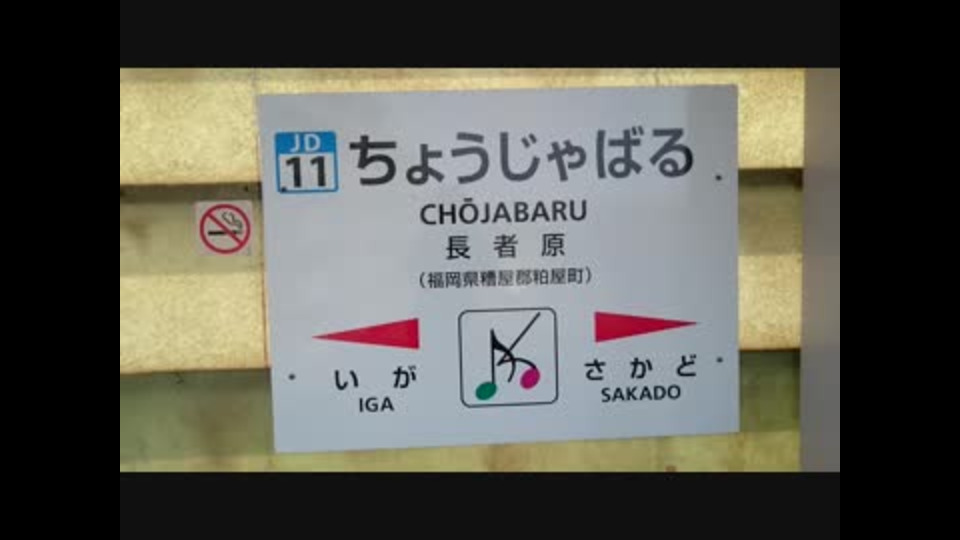 JD
11
ちょうじゃばる
CHŌJABARU
長者原
（福岡県糟屋郡粕屋町）
いが
IGA
さかど
SAKADO